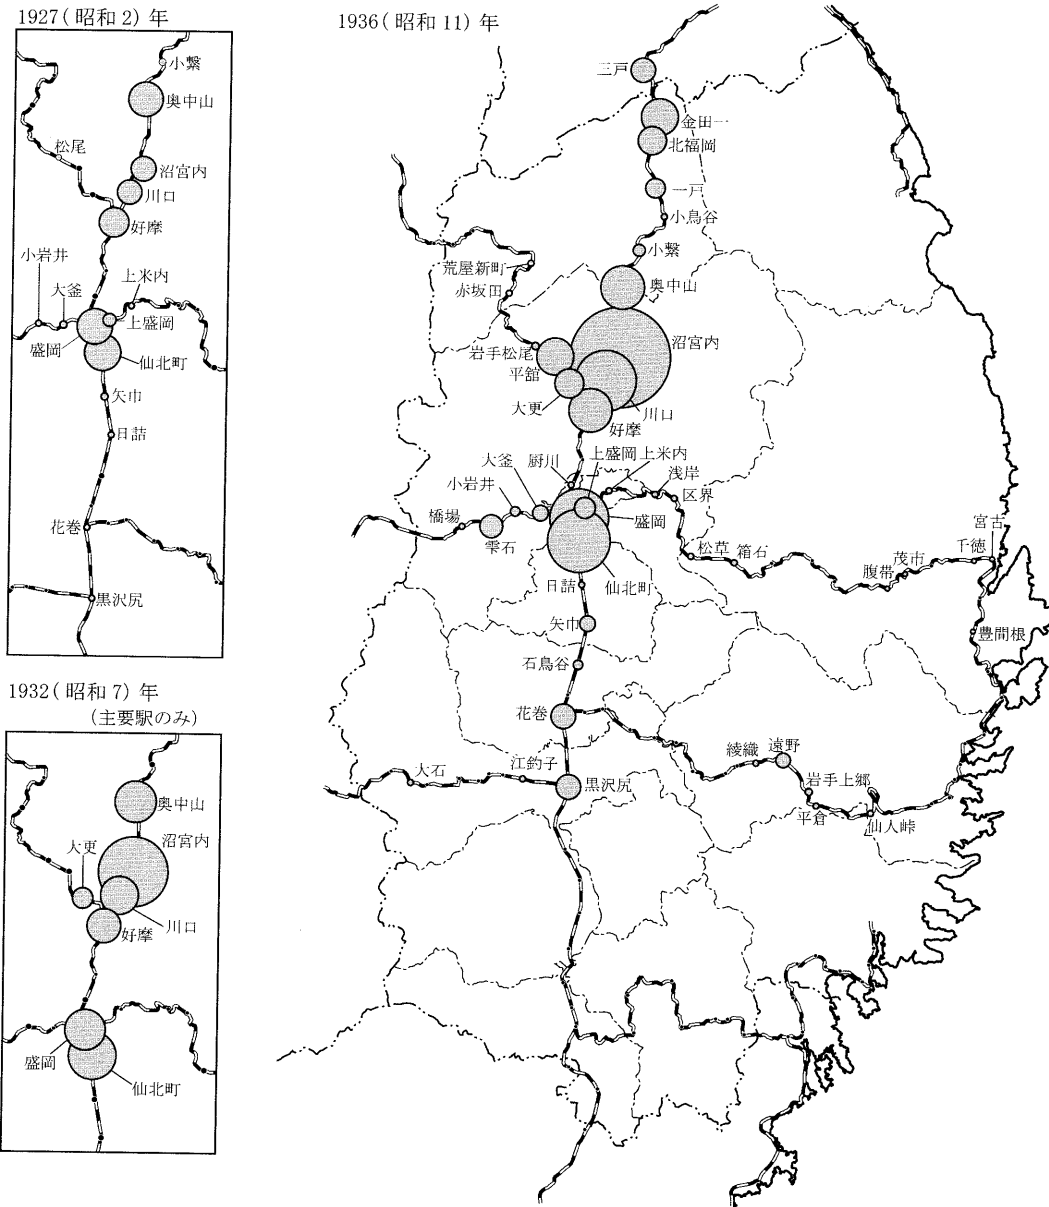 1927(昭和2)年
小繋
奥中山
松尾
沼宮内
川口
好摩
小岩井
大釜
上米内
上盛岡
盛岡
仙北町
矢巾
日詰
花巻
黒沢尻
1932(昭和7)年
(主要駅のみ)
奥中山
沼宮内
大更
川口
好摩
盛岡
仙北町
1936(昭和11)年
三戸
金田一
北福岡
一戸
小鳥谷
小繋
荒屋新町
奥中山
赤坂田
沼宮内
岩手松尾
平舘
大更
川口
好摩
大釜
厨川
上盛岡
上米内
小岩井
浅岸
区界
橋場
盛岡
雫石
宮古
松草
箱石
千徳
茂市
腹帯
日詰
仙北町
矢巾
豊間根
石鳥谷
花巻
綾織
遠野
大石
江釣子
黒沢尻
岩手上郷
平倉
仙人峠